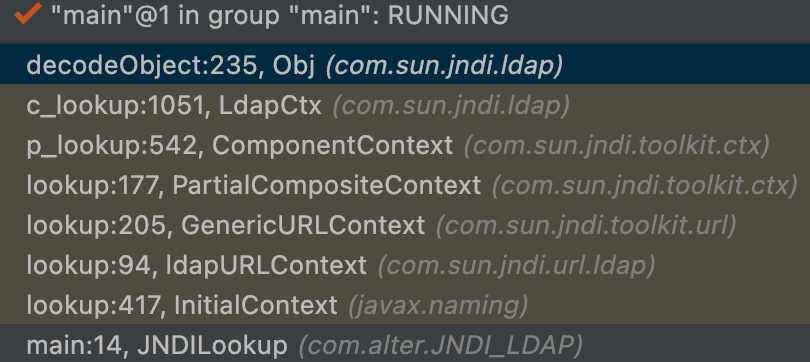 "main"@1 in group "main": RUNNING
decodeObject:235, Obj (com.sun.jndi.ldap)
c_lookup:1051, LdapCtx (com.sun.jndi.ldap)
p_lookup:542, ComponentContext (com.sun.jndi.toolkit.ctx)
lookup:177, PartialCompositeContext (com.sun.jndi.toolkit.ctx)
lookup:205, GenericURLContext (com.sun.jndi.toolkit.url)
lookup:94, ldapURLContext (com.sun.jndi.url.ldap)
lookup:417, InitialContext (javax.naming)
main:14, JNDILookup (com.alter.JNDI_LDAP)